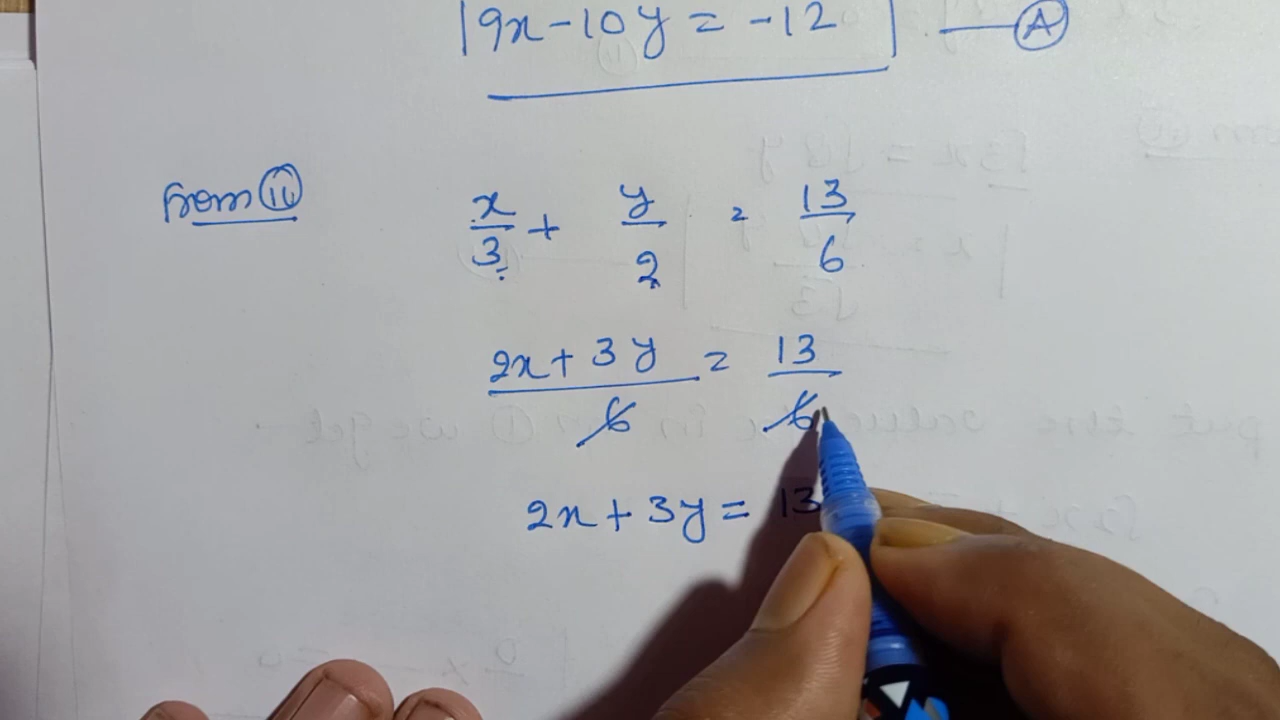 9x - 10y = -12 — Ⓐ
From ⓘⓘ x/3 + y/2 = 13/6
2x + 3y / 6 = 13 / 6
2x + 3y = 13